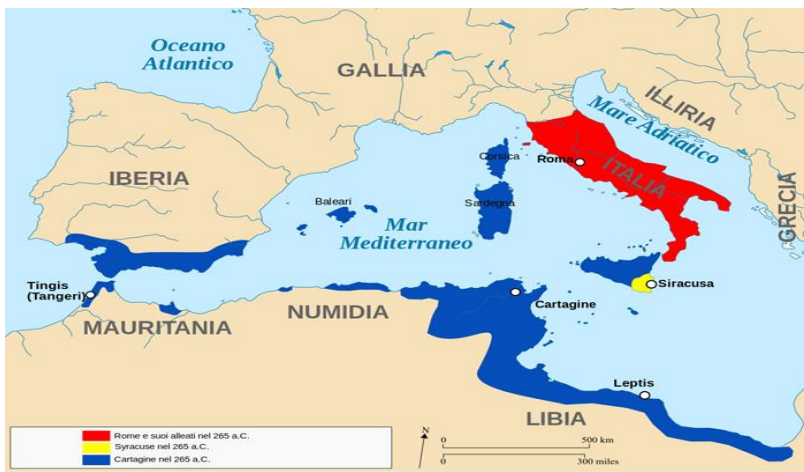 Oceano
Atlantico
GALLIA
ILLIRIA
Mare Adriatico
IBERIA
Corsica
Roma
ITALIA
GRECIA
Baleari
Sardegna
Mar
Mediterraneo
Tingis
(Tangeri)
Siracusa
Cartagine
MAURITANIA
NUMIDIA
Leptis
LIBIA
Rome e suoi alleati nel 265 a.C.
Syracuse nel 265 a.C.
Cartagine nel 265 a.C.
N
0 500 km
0 300 miles